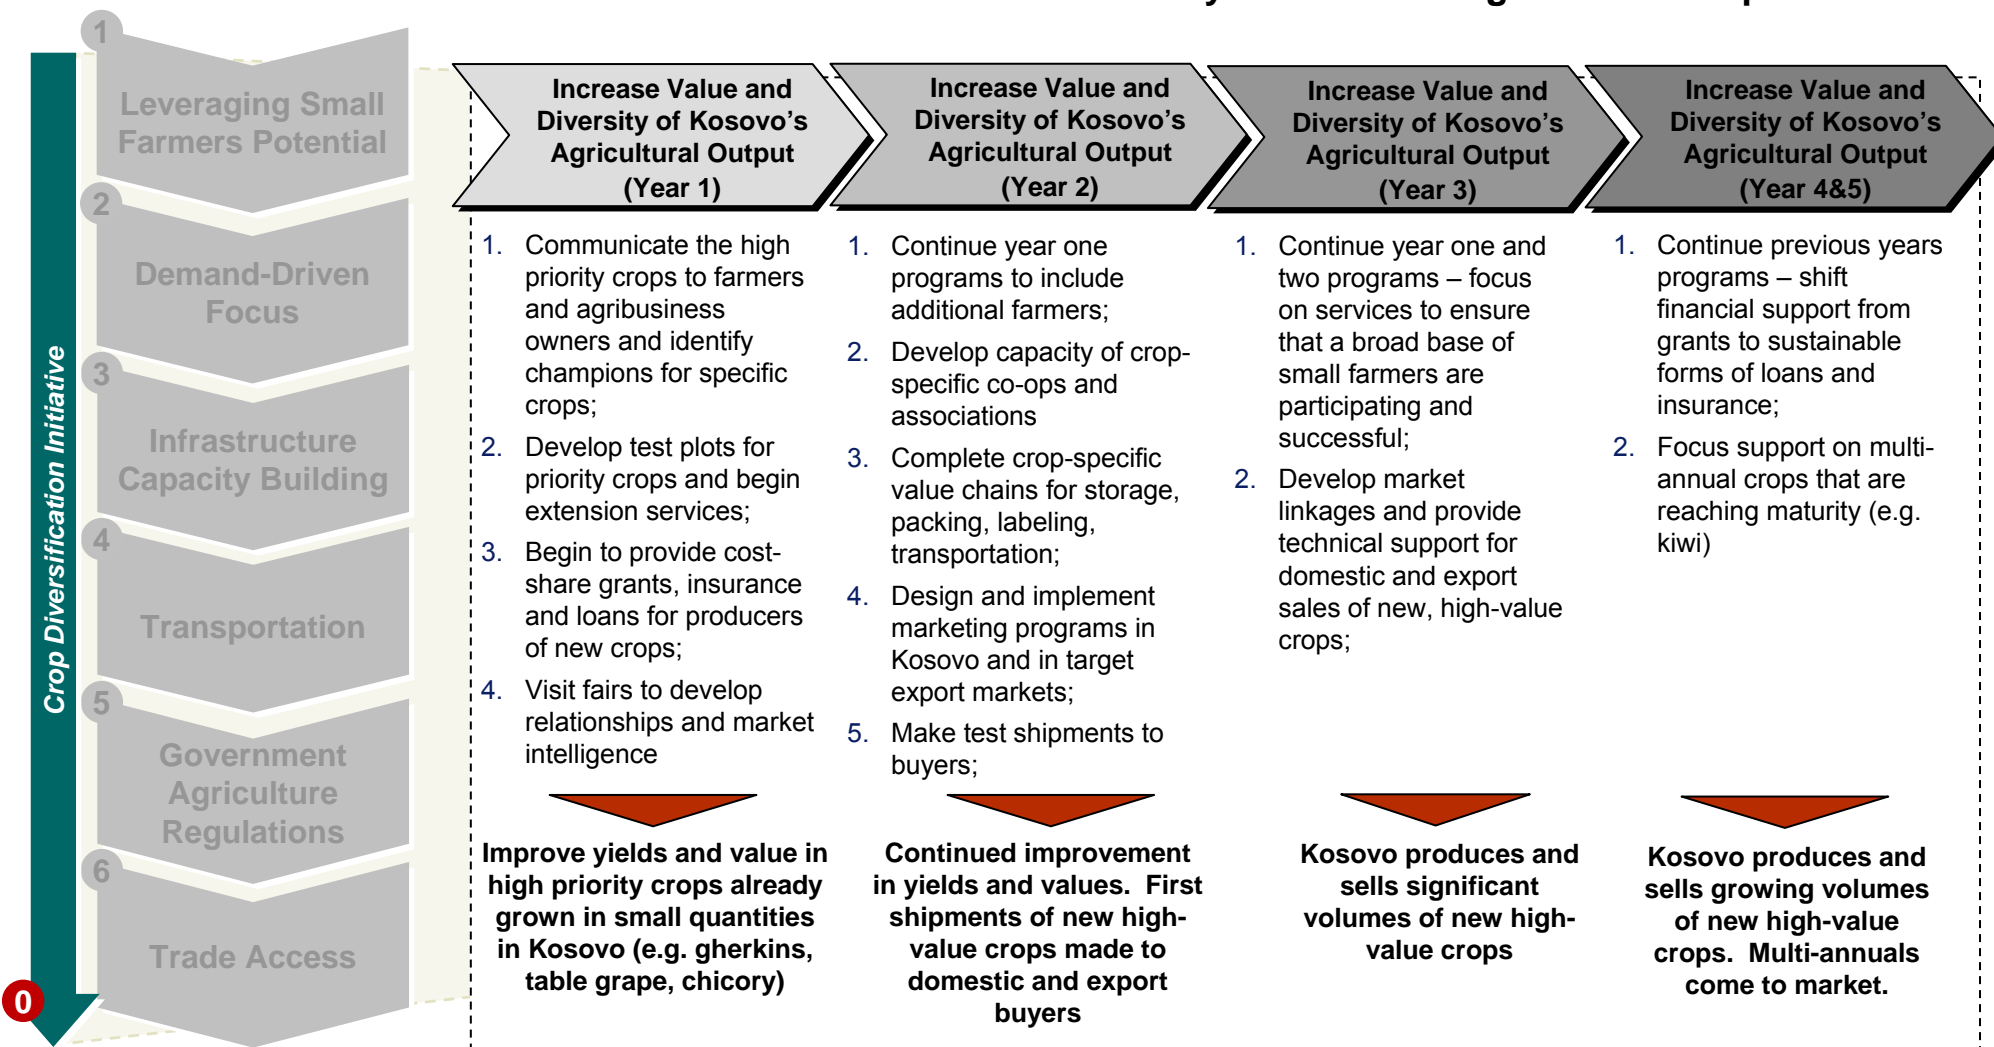 1
Leveraging Small
Farmers Potential
2
Demand-Driven
Focus
3
Infrastructure
Capacity Building
4
Transportation
5
Government
Agriculture
Regulations
6
Trade Access
Crop Diversification Initiative
0
Increase Value and
Diversity of Kosovo's
Agricultural Output
(Year 1)
1. Communicate the high
priority crops to farmers
and agribusiness
owners and identify
champions for specific
crops;
2. Develop test plots for
priority crops and begin
extension services;
3. Begin to provide cost-
share grants, insurance
and loans for producers
of new crops;
4. Visit fairs to develop
relationships and market
intelligence
Improve yields and value in
high priority crops already
grown in small quantities
in Kosovo (e.g. gherkins,
table grape, chicory)
Increase Value and
Diversity of Kosovo's
Agricultural Output
(Year 2)
1. Continue year one
programs to include
additional farmers;
2. Develop capacity of crop-
specific co-ops and
associations
3. Complete crop-specific
value chains for storage,
packing, labeling,
transportation;
4. Design and implement
marketing programs in
Kosovo and in target
export markets;
5. Make test shipments to
buyers;
Continued improvement
in yields and values. First
shipments of new high-
value crops made to
domestic and export
buyers
Increase Value and
Diversity of Kosovo's
Agricultural Output
(Year 3)
1. Continue year one and
two programs – focus
on services to ensure
that a broad base of
small farmers are
participating and
successful;
2. Develop market
linkages and provide
technical support for
domestic and export
sales of new, high-value
crops;
Kosovo produces and
sells significant
volumes of new high-
value crops
Increase Value and
Diversity of Kosovo's
Agricultural Output
(Year 4&5)
1. Continue previous years
programs – shift
financial support from
grants to sustainable
forms of loans and
insurance;
2. Focus support on multi-
annual crops that are
reaching maturity (e.g.
kiwi)
Kosovo produces and
sells growing volumes
of new high-value
crops. Multi-annuals
come to market.